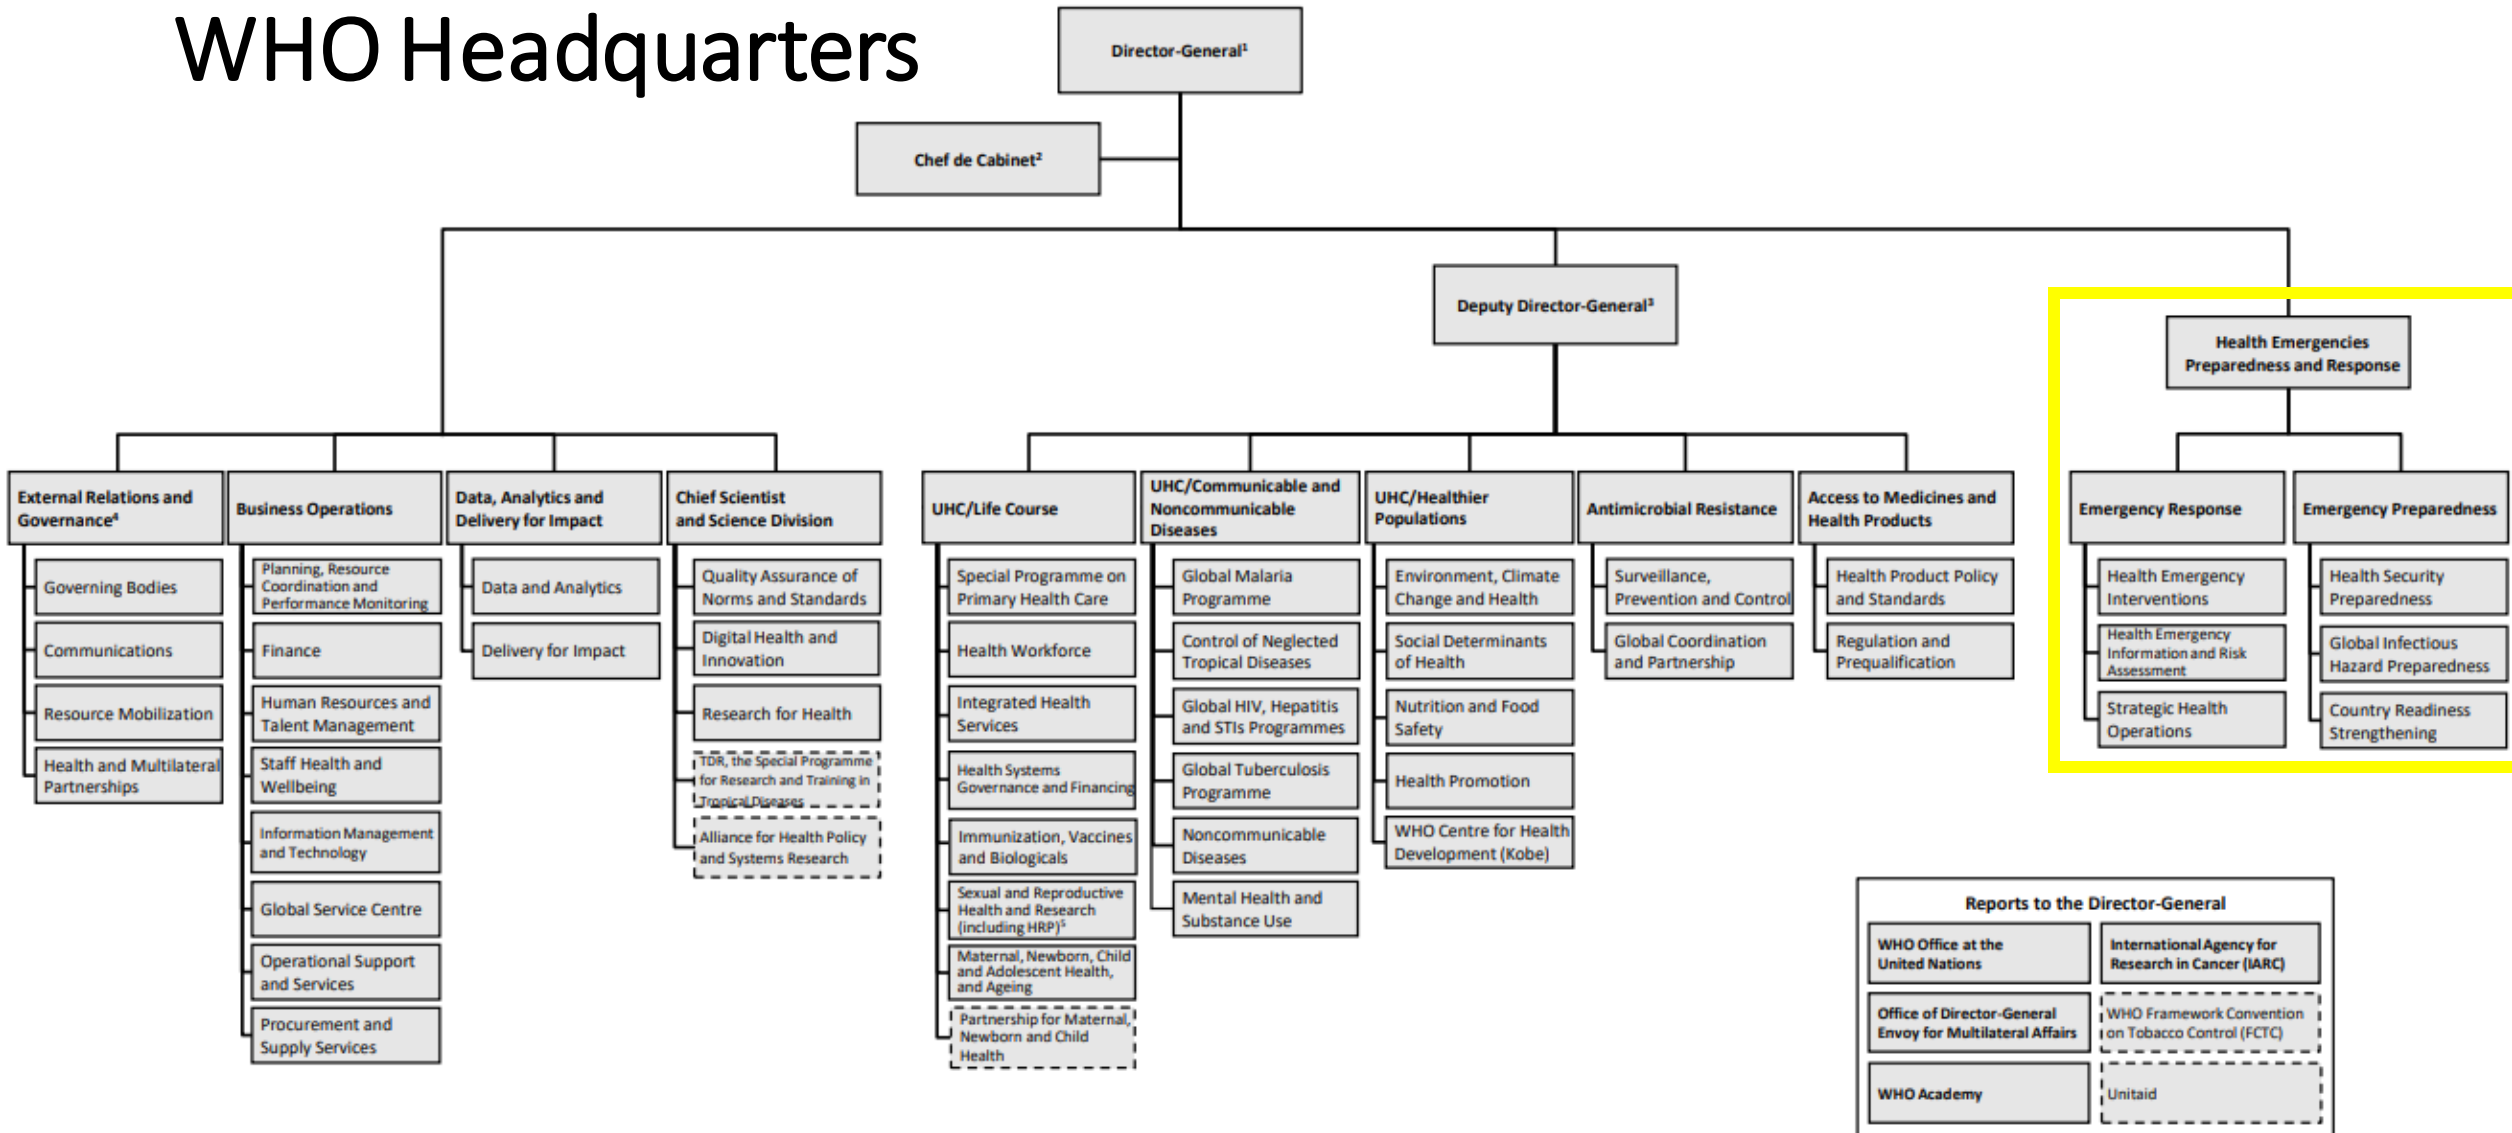 WHO Headquarters
Director-General¹
Chef de Cabinet²
Deputy Director-General³
Health Emergencies
Preparedness and Response
External Relations and
Governance⁴
Governing Bodies
Communications
Resource Mobilization
Health and Multilateral
Partnerships
Business Operations
Planning, Resource
Coordination and
Performance Monitoring
Finance
Human Resources and
Talent Management
Staff Health and
Wellbeing
Information Management
and Technology
Global Service Centre
Operational Support
and Services
Procurement and
Supply Services
Data, Analytics and
Delivery for Impact
Data and Analytics
Delivery for Impact
Chief Scientist
and Science Division
Quality Assurance of
Norms and Standards
Digital Health and
Innovation
Research for Health
TDR, the Special Programme
for Research and Training in
Tropical Diseases
Alliance for Health Policy
and Systems Research
UHC/Life Course
Special Programme on
Primary Health Care
Health Workforce
Integrated Health
Services
Health Systems
Governance and Financing
Immunization, Vaccines
and Biologicals
Sexual and Reproductive
Health and Research
(including HRP)⁵
Maternal, Newborn, Child
and Adolescent Health,
and Ageing
Partnership for Maternal,
Newborn and Child
Health
UHC/Communicable and
Noncommunicable
Diseases
Global Malaria
Programme
Control of Neglected
Tropical Diseases
Global HIV, Hepatitis
and STIs Programmes
Global Tuberculosis
Programme
Noncommunicable
Diseases
Mental Health and
Substance Use
UHC/Healthier
Populations
Environment, Climate
Change and Health
Social Determinants
of Health
Nutrition and Food
Safety
Health Promotion
WHO Centre for Health
Development (Kobe)
Antimicrobial Resistance
Surveillance,
Prevention and Control
Global Coordination
and Partnership
Access to Medicines and
Health Products
Health Product Policy
and Standards
Regulation and
Prequalification
Emergency Response
Health Emergency
Interventions
Health Emergency
Information and Risk
Assessment
Strategic Health
Operations
Emergency Preparedness
Health Security
Preparedness
Global Infectious
Hazard Preparedness
Country Readiness
Strengthening
Reports to the Director-General
WHO Office at the
United Nations
International Agency for
Research in Cancer (IARC)
Office of Director-General
Envoy for Multilateral Affairs
WHO Framework Convention
on Tobacco Control (FCTC)
WHO Academy
Unitaid